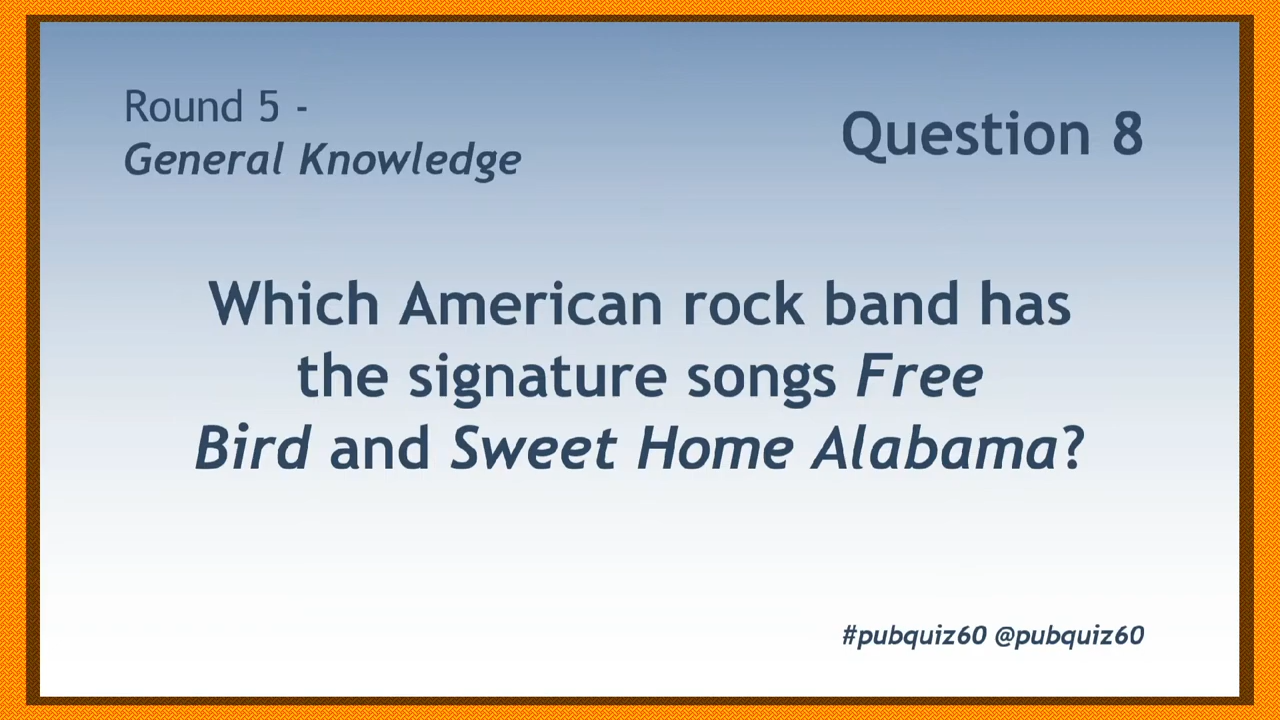 Round 5 -
General Knowledge
Question 8
Which American rock band has
the signature songs Free
Bird and Sweet Home Alabama?
#pubquiz60 @pubquiz60